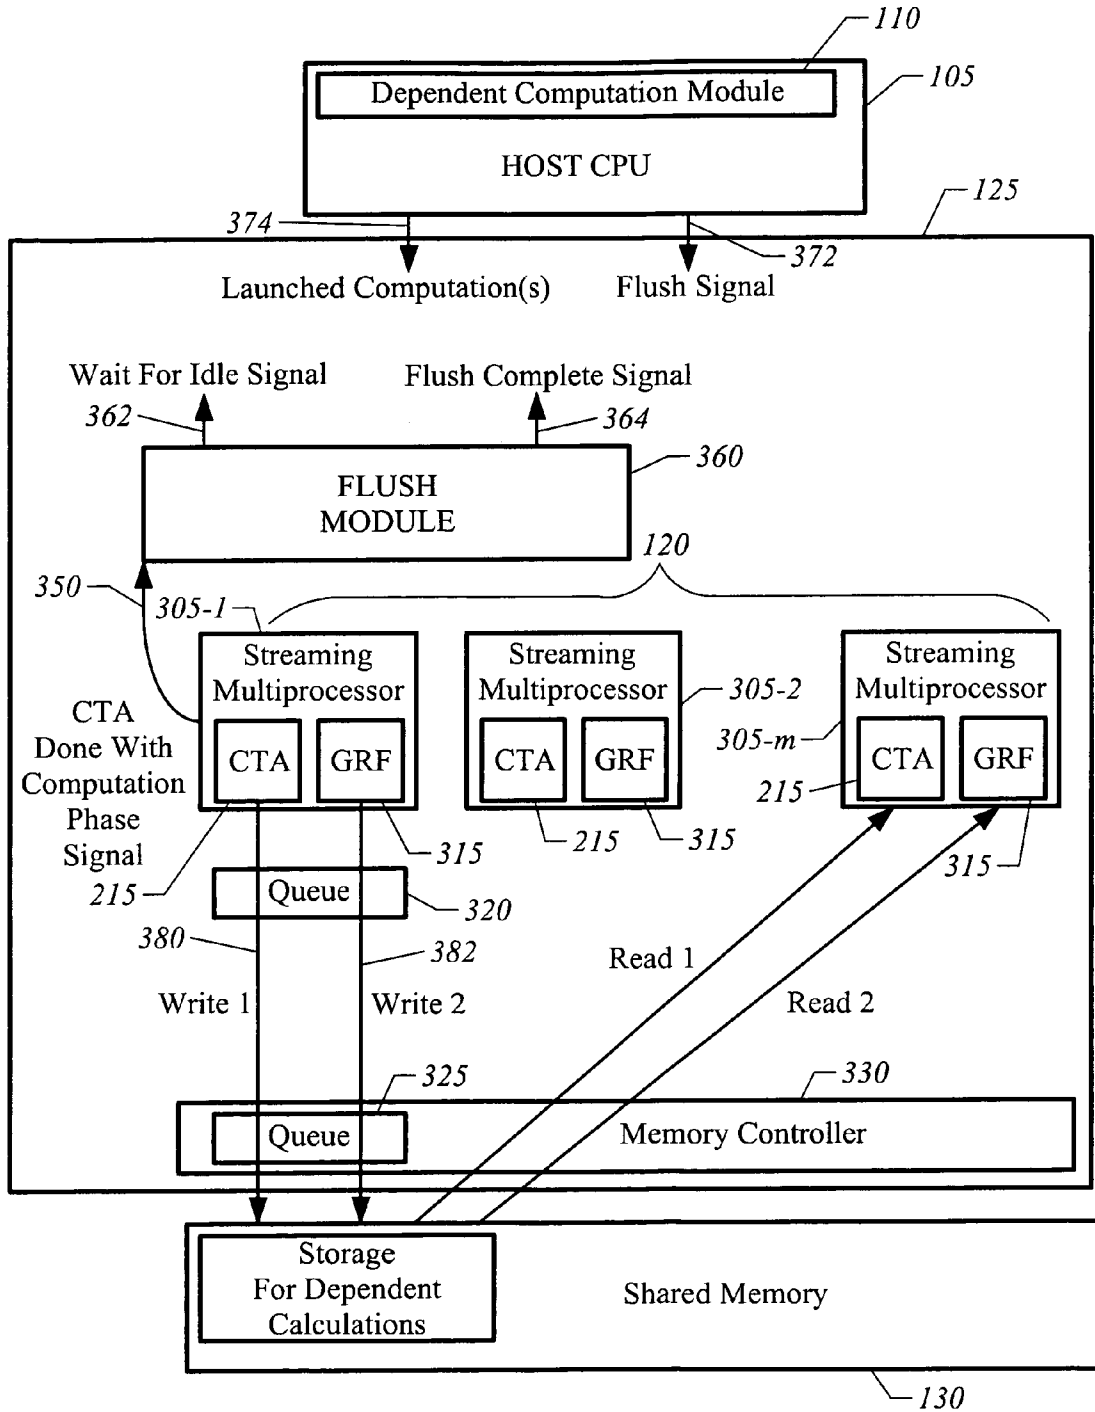 110
Dependent Computation Module
105
HOST CPU
125
374
372
Launched Computation(s)
Flush Signal
Wait For Idle Signal
Flush Complete Signal
362
364
360
FLUSH
MODULE
120
350
305-1
Streaming
Multiprocessor
CTA
GRF
Streaming
Multiprocessor
CTA
GRF
305-2
Streaming
Multiprocessor
CTA
GRF
305-m
215
CTA
Done With
Computation
Phase
Signal
215
315
215
315
315
Queue
320
380
382
Write 1
Write 2
Read 1
Read 2
325
330
Queue
Memory Controller
Storage
For Dependent
Calculations
Shared Memory
130